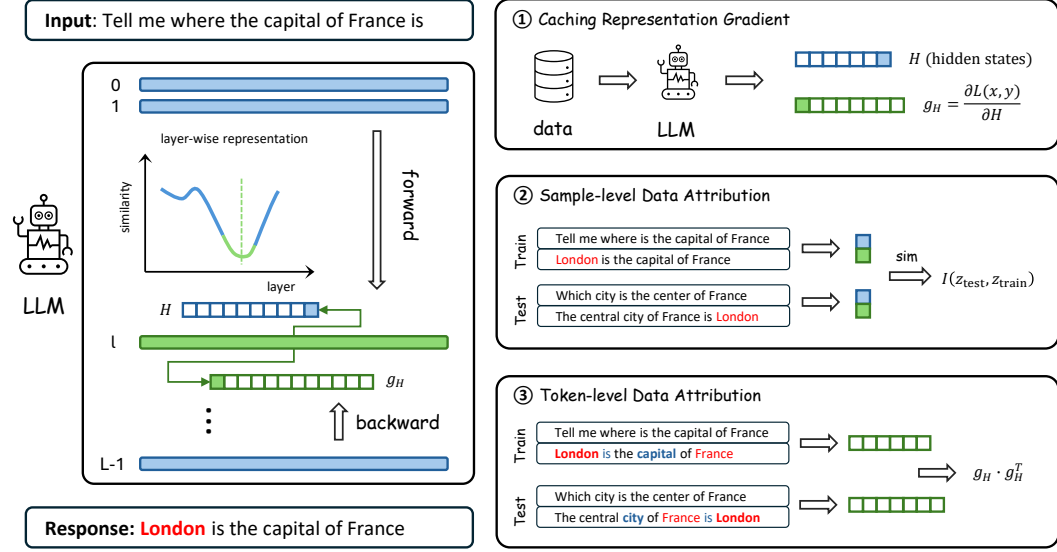 Input: Tell me where the capital of France is
0
1
layer-wise representation
similarity
layer
forward
LLM
H
l
g_H
backward
⋮
L-1
Response: London is the capital of France
① Caching Representation Gradient
data
LLM
H (hidden states)
g_H = ∂L(x, y) / ∂H
② Sample-level Data Attribution
Train
Tell me where is the capital of France
London is the capital of France
Test
Which city is the center of France
The central city of France is London
sim
I(z_test, z_train)
③ Token-level Data Attribution
Train
Tell me where is the capital of France
London is the capital of France
Test
Which city is the center of France
The central city of France is London
g_H · g_H^T